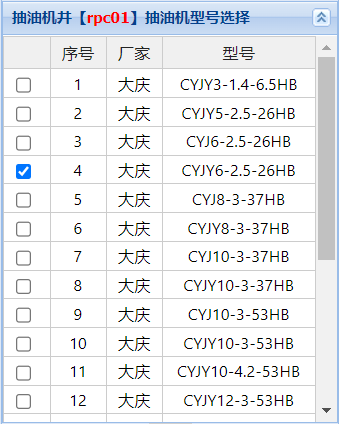 抽油机井【rpc01】抽油机型号选择
序号 厂家 型号
1 大庆 CYJY3-1.4-6.5HB
2 大庆 CYJY5-2.5-26HB
3 大庆 CYJ6-2.5-26HB
4 大庆 CYJY6-2.5-26HB
5 大庆 CYJ8-3-37HB
6 大庆 CYJY8-3-37HB
7 大庆 CYJ10-3-37HB
8 大庆 CYJY10-3-37HB
9 大庆 CYJ10-3-53HB
10 大庆 CYJY10-3-53HB
11 大庆 CYJY10-4.2-53HB
12 大庆 CYJY12-3-53HB